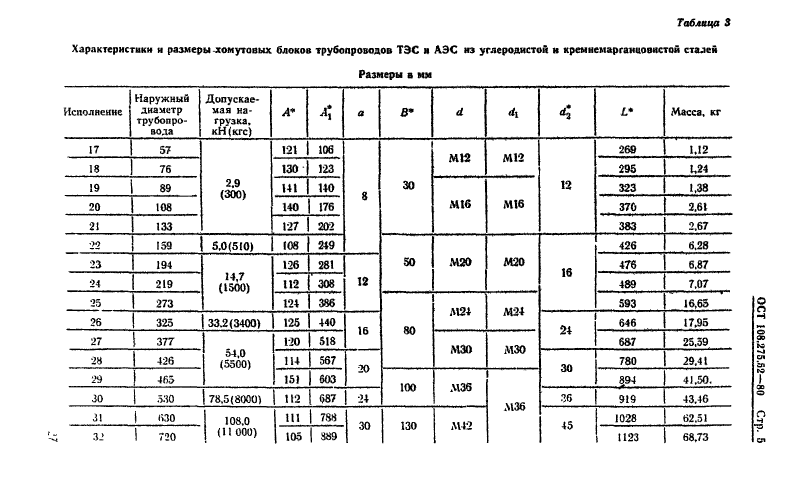 Таблица 3
Характеристики и размеры хомутовых блоков трубопроводов ТЭС и АЭС из углеродистой и кремнемарганцовистой сталей
Размеры в мм
Исполнение | Наружный диаметр трубопро-вода | Допускае-мая на-грузка, кН (кгс) | A* | A₁* | a | B* | d | d₁ | d₂* | L* | Масса, кг
17 | 57 | 2,9 (300) | 121 | 106 | 8 | 30 | М12 | М12 | 12 | 269 | 1,12
18 | 76 | 130 | 123 | 295 | 1,24
19 | 89 | 141 | 140 | М16 | М16 | 323 | 1,38
20 | 108 | 140 | 176 | 370 | 2,61
21 | 133 | 127 | 202 | 383 | 2,67
22 | 159 | 5,0(510) | 108 | 249 | 50 | М20 | М20 | 16 | 426 | 6,28
23 | 194 | 14,7 (1500) | 126 | 281 | 12 | 476 | 6,87
24 | 219 | 112 | 308 | 489 | 7,07
25 | 273 | 124 | 386 | 80 | М24 | М24 | 593 | 16,65
26 | 325 | 33,2(3400) | 125 | 440 | 16 | 24 | 646 | 17,95
27 | 377 | 54,0 (5500) | 120 | 518 | М30 | М30 | 687 | 25,59
28 | 426 | 114 | 567 | 20 | 30 | 780 | 29,41
29 | 465 | 151 | 603 | 100 | М36 | М36 | 894 | 41,50
30 | 530 | 78,5(8000) | 112 | 687 | 24 | 36 | 919 | 43,46
31 | 630 | 108,0 (11 000) | 111 | 788 | 30 | 130 | М42 | 45 | 1028 | 62,51
32 | 720 | 105 | 889 | 1123 | 68,73
ОСТ 108.275.52—80 Стр. 5